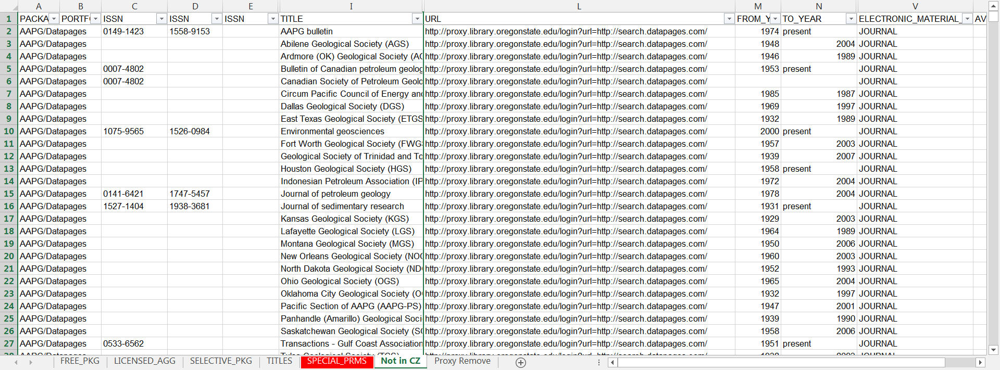 A B C D E I L M N V
1 PACKA PORTF ISSN ISSN ISSN TITLE URL FROM_Y TO_YEAR ELECTRONIC_MATERIAL_ AV
2 AAPG/Datapages 0149-1423 1558-9153 AAPG bulletin http://proxy.library.oregonstate.edu/login?url=http://search.datapages.com/ 1974 present JOURNAL
3 AAPG/Datapages Abilene Geological Society (AGS) http://proxy.library.oregonstate.edu/login?url=http://search.datapages.com/ 1948 2004 JOURNAL
4 AAPG/Datapages Ardmore (OK) Geological Society (AG http://proxy.library.oregonstate.edu/login?url=http://search.datapages.com/ 1946 1989 JOURNAL
5 AAPG/Datapages 0007-4802 Bulletin of Canadian petroleum geolog http://proxy.library.oregonstate.edu/login?url=http://search.datapages.com/ 1953 present JOURNAL
6 AAPG/Datapages 0007-4802 Canadian Society of Petroleum Geolo http://proxy.library.oregonstate.edu/login?url=http://search.datapages.com/ JOURNAL
7 AAPG/Datapages Circum Pacific Council of Energy and http://proxy.library.oregonstate.edu/login?url=http://search.datapages.com/ 1985 1987 JOURNAL
8 AAPG/Datapages Dallas Geological Society (DGS) http://proxy.library.oregonstate.edu/login?url=http://search.datapages.com/ 1969 1997 JOURNAL
9 AAPG/Datapages East Texas Geological Society (ETGS http://proxy.library.oregonstate.edu/login?url=http://search.datapages.com/ 1932 1989 JOURNAL
10 AAPG/Datapages 1075-9565 1526-0984 Environmental geosciences http://proxy.library.oregonstate.edu/login?url=http://search.datapages.com/ 2000 present JOURNAL
11 AAPG/Datapages Fort Worth Geological Society (FWGS http://proxy.library.oregonstate.edu/login?url=http://search.datapages.com/ 1957 2003 JOURNAL
12 AAPG/Datapages Geological Society of Trinidad and To http://proxy.library.oregonstate.edu/login?url=http://search.datapages.com/ 1939 2007 JOURNAL
13 AAPG/Datapages Houston Geological Society (HGS) http://proxy.library.oregonstate.edu/login?url=http://search.datapages.com/ 1958 present JOURNAL
14 AAPG/Datapages Indonesian Petroleum Association (IP http://proxy.library.oregonstate.edu/login?url=http://search.datapages.com/ 1972 2004 JOURNAL
15 AAPG/Datapages 0141-6421 1747-5457 Journal of petroleum geology http://proxy.library.oregonstate.edu/login?url=http://search.datapages.com/ 1978 2004 JOURNAL
16 AAPG/Datapages 1527-1404 1938-3681 Journal of sedimentary research http://proxy.library.oregonstate.edu/login?url=http://search.datapages.com/ 1931 present JOURNAL
17 AAPG/Datapages Kansas Geological Society (KGS) http://proxy.library.oregonstate.edu/login?url=http://search.datapages.com/ 1929 2003 JOURNAL
18 AAPG/Datapages Lafayette Geological Society (LGS) http://proxy.library.oregonstate.edu/login?url=http://search.datapages.com/ 1964 1989 JOURNAL
19 AAPG/Datapages Montana Geological Society (MGS) http://proxy.library.oregonstate.edu/login?url=http://search.datapages.com/ 1950 2006 JOURNAL
20 AAPG/Datapages New Orleans Geological Society (NOG http://proxy.library.oregonstate.edu/login?url=http://search.datapages.com/ 1960 2003 JOURNAL
21 AAPG/Datapages North Dakota Geological Society (NDG http://proxy.library.oregonstate.edu/login?url=http://search.datapages.com/ 1952 1993 JOURNAL
22 AAPG/Datapages Ohio Geological Society (OGS) http://proxy.library.oregonstate.edu/login?url=http://search.datapages.com/ 1965 2004 JOURNAL
23 AAPG/Datapages Oklahoma City Geological Society (O http://proxy.library.oregonstate.edu/login?url=http://search.datapages.com/ 1932 1997 JOURNAL
24 AAPG/Datapages Pacific Section of AAPG (AAPG-PS) http://proxy.library.oregonstate.edu/login?url=http://search.datapages.com/ 1947 2001 JOURNAL
25 AAPG/Datapages Panhandle (Amarillo) Geological Soci http://proxy.library.oregonstate.edu/login?url=http://search.datapages.com/ 1939 1990 JOURNAL
26 AAPG/Datapages Saskatchewan Geological Society (SG http://proxy.library.oregonstate.edu/login?url=http://search.datapages.com/ 1958 2006 JOURNAL
27 AAPG/Datapages 0533-6562 Transactions - Gulf Coast Association http://proxy.library.oregonstate.edu/login?url=http://search.datapages.com/ 1951 present JOURNAL
FREE_PKG LICENSED_AGG SELECTIVE_PKG TITLES SPECIAL_PRMS Not in CZ Proxy Remove